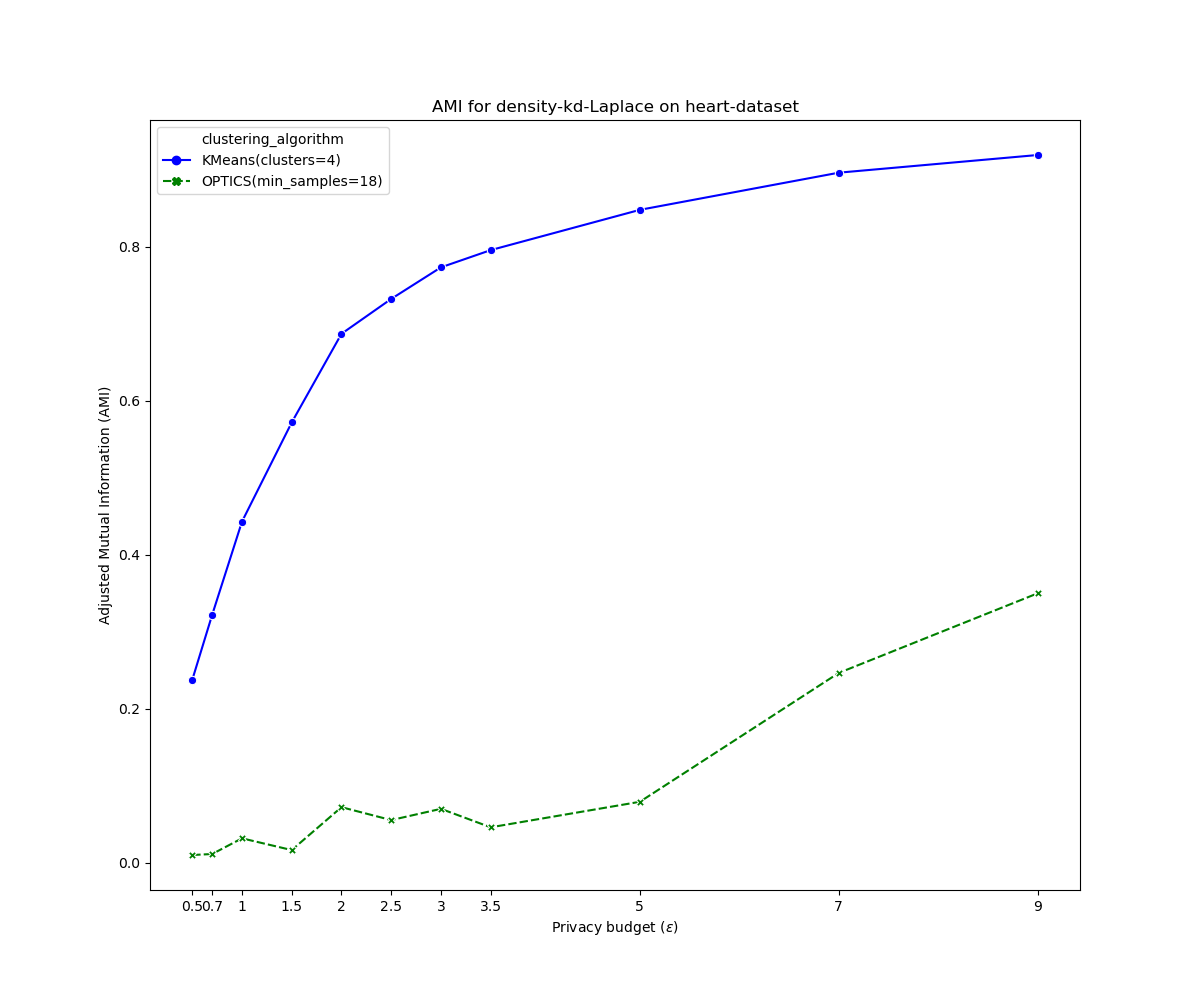 AMI for density-kd-Laplace on heart-dataset
clustering_algorithm
KMeans(clusters=4)
OPTICS(min_samples=18)
Adjusted Mutual Information (AMI)
0.8
0.6
0.4
0.2
0.0
0.5 0.7 1 1.5 2 2.5 3 3.5 5 7 9
Privacy budget (ε)